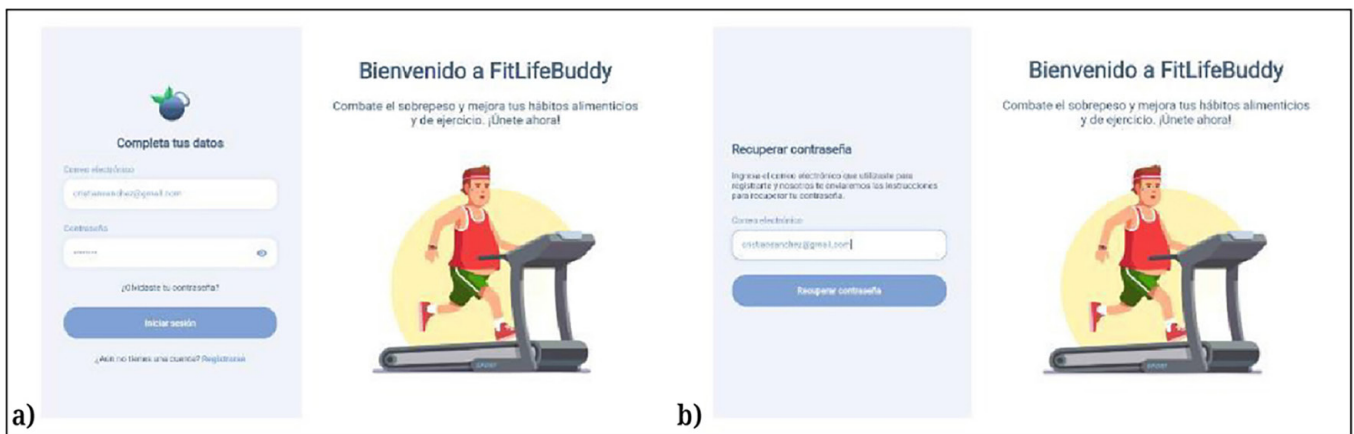 Completa tus datos
Correo electrónico
cristiansanchez@gmail.com
Contraseña
¿Olvidaste tu contraseña?
Iniciar sesión
¿Aún no tienes una cuenta? Registrarse
a)
Bienvenido a FitLifeBuddy
Combate el sobrepeso y mejora tus hábitos alimenticios
y de ejercicio. ¡Únete ahora!
SPORT
Recuperar contraseña
Ingrese el correo electrónico que utilizaste para
registrarte y nosotros te enviaremos las instrucciones
para recuperar tu contraseña.
Correo electrónico
cristiansanchez@gmail.com
Recuperar contraseña
b)
Bienvenido a FitLifeBuddy
Combate el sobrepeso y mejora tus hábitos alimenticios
y de ejercicio. ¡Únete ahora!
SPORT